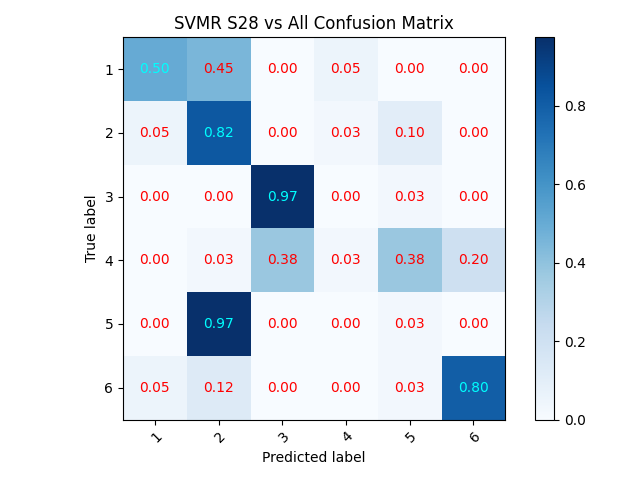 SVMR S28 vs All Confusion Matrix
True label
1 0.50 0.45 0.00 0.05 0.00 0.00
2 0.05 0.82 0.00 0.03 0.10 0.00
3 0.00 0.00 0.97 0.00 0.03 0.00
4 0.00 0.03 0.38 0.03 0.38 0.20
5 0.00 0.97 0.00 0.00 0.03 0.00
6 0.05 0.12 0.00 0.00 0.03 0.80
1 2 3 4 5 6
Predicted label
0.8
0.6
0.4
0.2
0.0